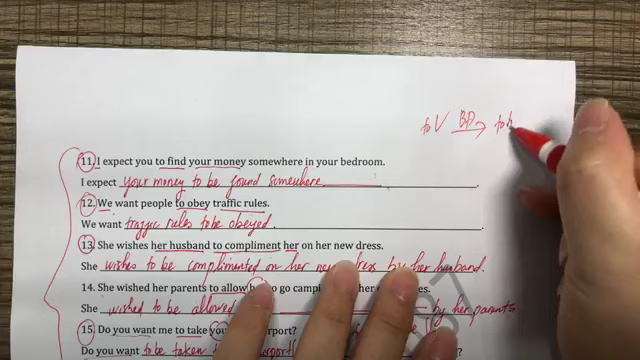 to V BĐ → to
11. I expect you to find your money somewhere in your bedroom.
I expect your money to be found somewhere
12. We want people to obey traffic rules.
We want traffic rules to be obeyed.
13. She wishes her husband to compliment her on her new dress.
She wishes to be complimented on her new dress by her husband.
14. She wished her parents to allow to go camp her
She wished to be allowed by her parents
15. Do you want me to take
Do you want to be taken